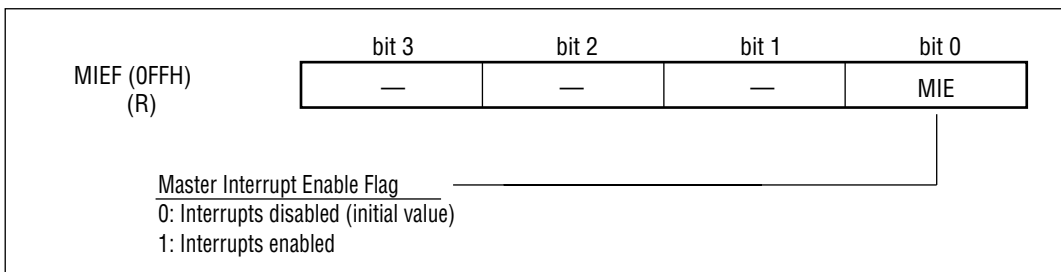 bit 3 bit 2 bit 1 bit 0
MIEF (0FFH)
(R)
— — — MIE
Master Interrupt Enable Flag
0: Interrupts disabled (initial value)
1: Interrupts enabled